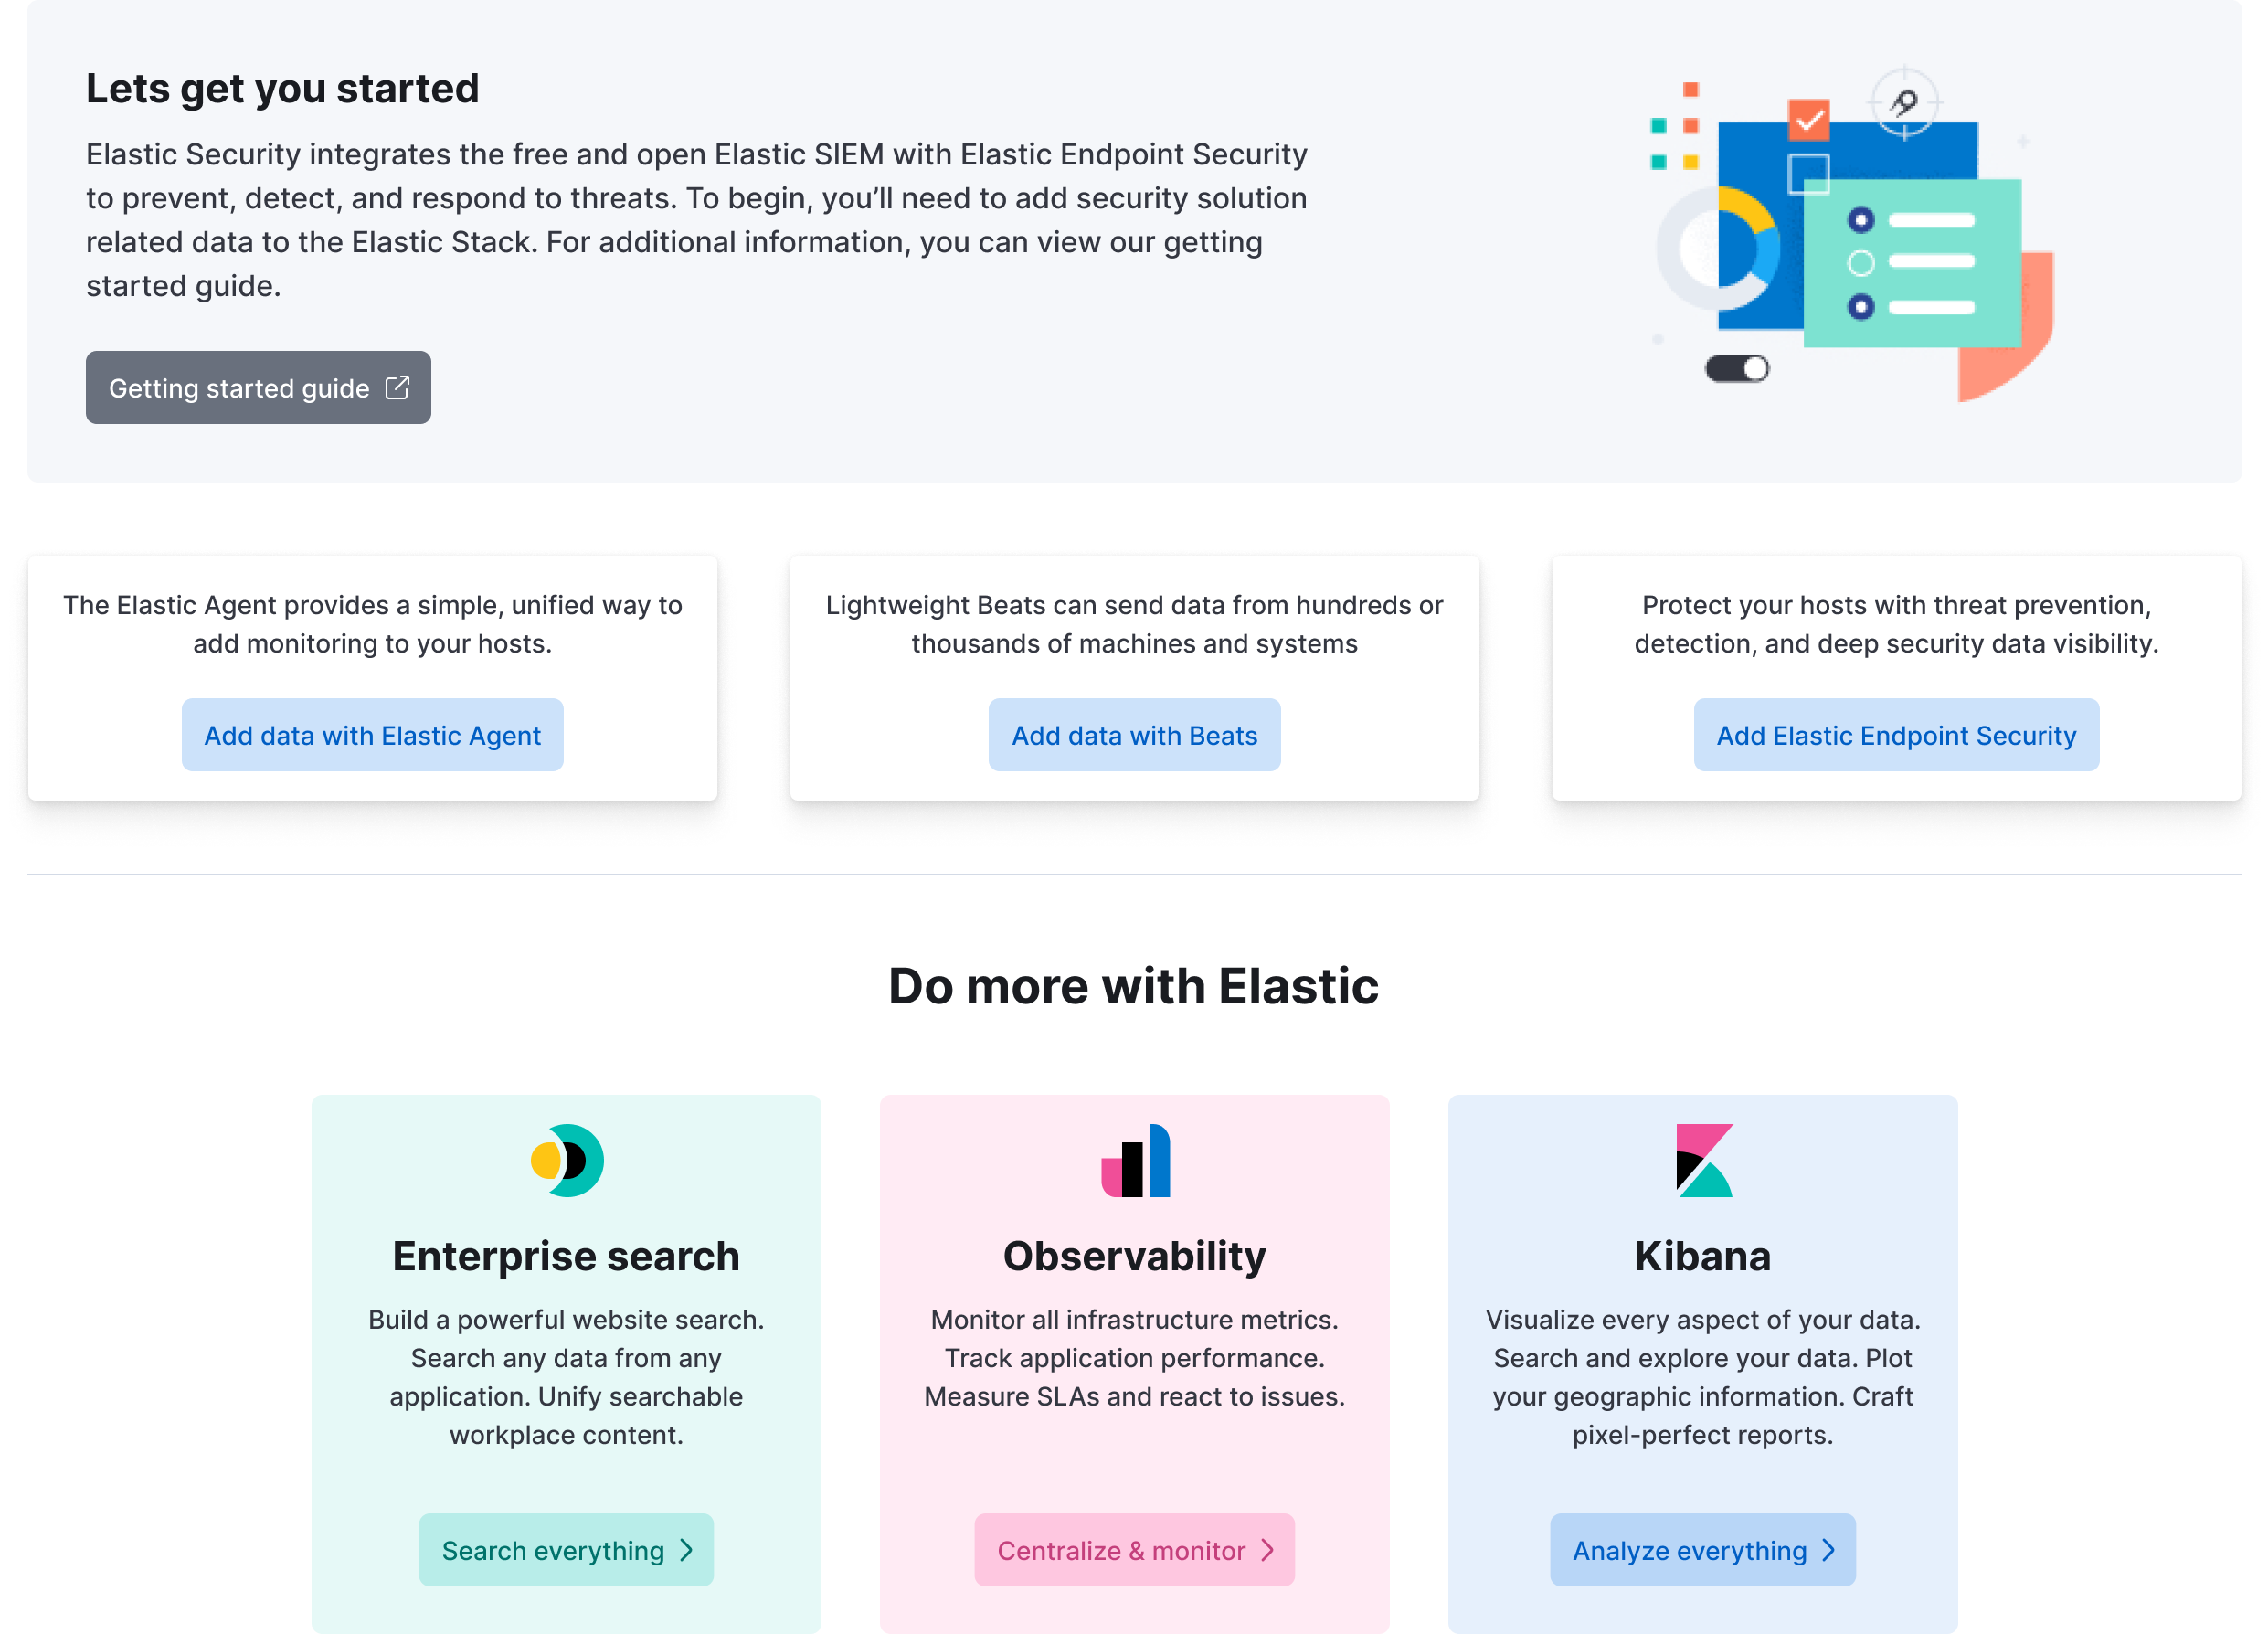 Lets get you started
Elastic Security integrates the free and open Elastic SIEM with Elastic Endpoint Security
to prevent, detect, and respond to threats. To begin, you’ll need to add security solution
related data to the Elastic Stack. For additional information, you can view our getting
started guide.
Getting started guide
The Elastic Agent provides a simple, unified way to
add monitoring to your hosts.
Add data with Elastic Agent
Lightweight Beats can send data from hundreds or
thousands of machines and systems
Add data with Beats
Protect your hosts with threat prevention,
detection, and deep security data visibility.
Add Elastic Endpoint Security
Do more with Elastic
Enterprise search
Build a powerful website search.
Search any data from any
application. Unify searchable
workplace content.
Search everything
Observability
Monitor all infrastructure metrics.
Track application performance.
Measure SLAs and react to issues.
Centralize & monitor
Kibana
Visualize every aspect of your data.
Search and explore your data. Plot
your geographic information. Craft
pixel-perfect reports.
Analyze everything